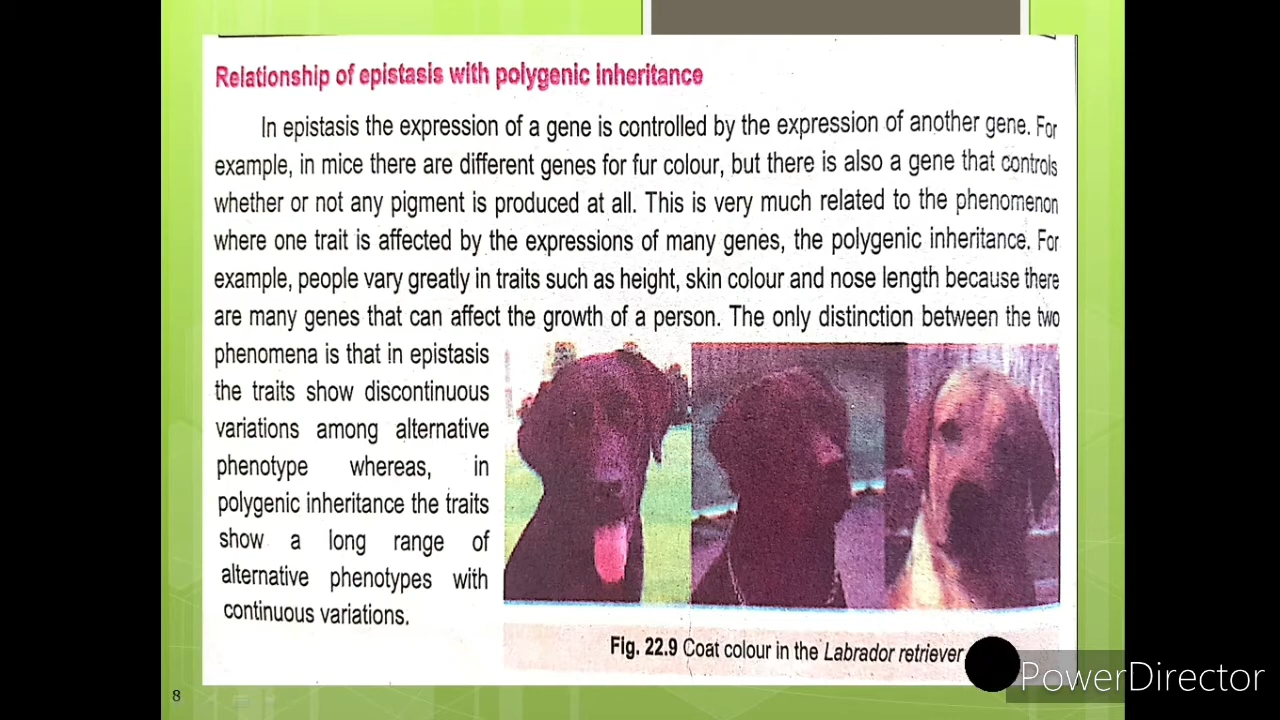 Relationship of epistasis with polygenic inheritance
In epistasis the expression of a gene is controlled by the expression of another gene. For
example, in mice there are different genes for fur colour, but there is also a gene that controls
whether or not any pigment is produced at all. This is very much related to the phenomenon
where one trait is affected by the expressions of many genes, the polygenic inheritance. For
example, people vary greatly in traits such as height, skin colour and nose length because there
are many genes that can affect the growth of a person. The only distinction between the two
phenomena is that in epistasis
the traits show discontinuous
variations among alternative
phenotype whereas, in
polygenic inheritance the traits
show a long range of
alternative phenotypes with
continuous variations.
Fig. 22.9 Coat colour in the Labrador retriever
8
PowerDirector